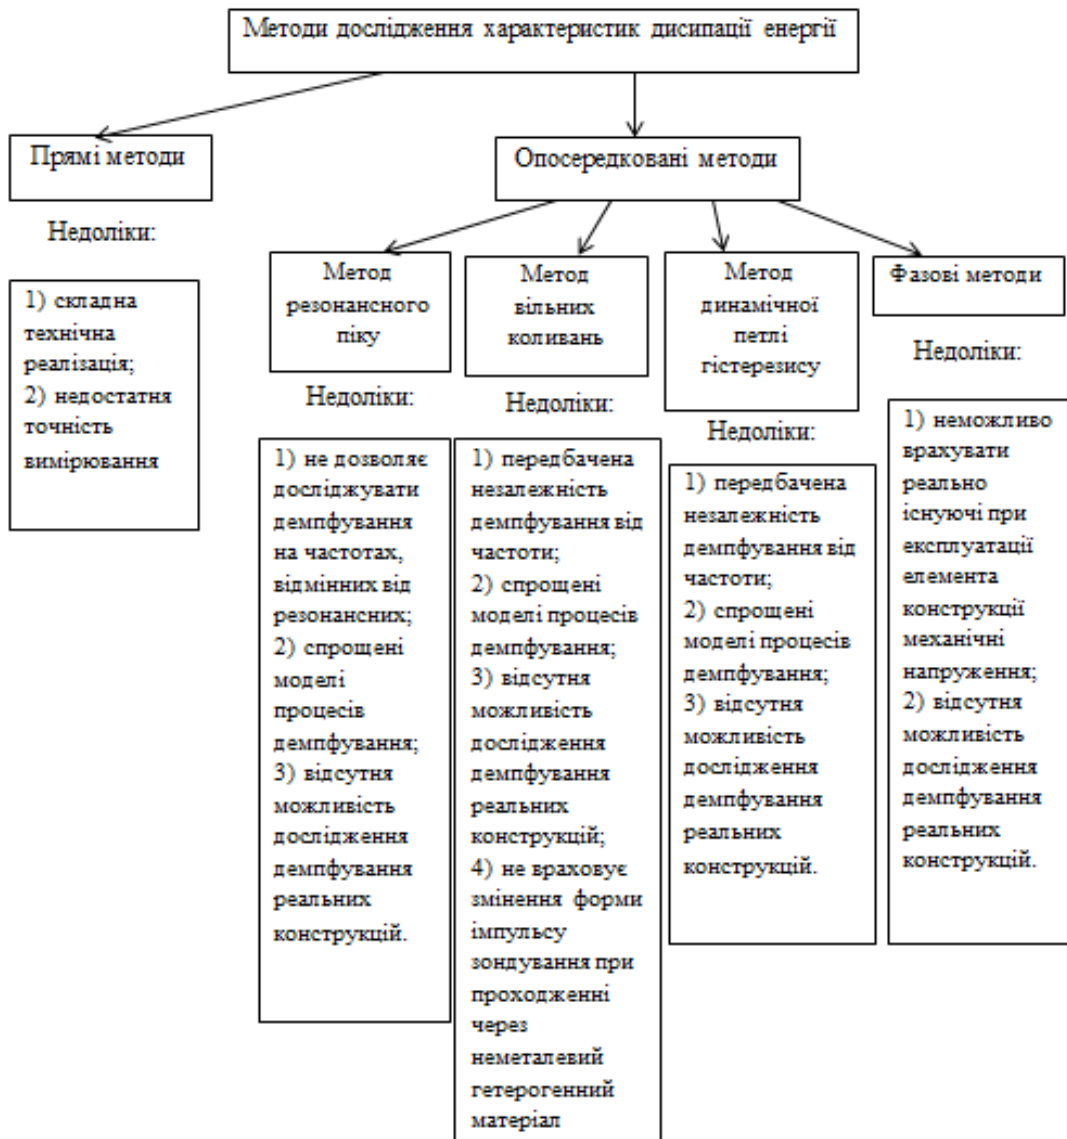 Методи дослідження характеристик дисипації енергії
Прямі методи
Опосередковані методи
Недоліки:
1) складна
технічна
реалізація;
2) недостатня
точність
вимірювання
Метод
резонансного
піку
Недоліки:
1) не дозволяє
досліджувати
демпфування
на частотах,
відмінних від
резонансних;
2) спрощені
моделі
процесів
демпфування;
3) відсутня
можливість
дослідження
демпфування
реальних
конструкцій.
Метод
вільних
коливань
Недоліки:
1) передбачена
незалежність
демпфування від
частоти;
2) спрощені
моделі процесів
демпфування;
3) відсутня
можливість
дослідження
демпфування
реальних
конструкцій;
4) не враховує
змінення форми
імпульсу
зондування при
проходженні
через
неметалевий
гетерогенний
матеріал
Метод
динамічної
петлі
гістерезису
Недоліки:
1) передбачена
незалежність
демпфування від
частоти;
2) спрощені
моделі процесів
демпфування;
3) відсутня
можливість
дослідження
демпфування
реальних
конструкцій.
Фазові методи
Недоліки:
1) неможливо
врахувати
реально
існуючі при
експлуатації
елемента
конструкції
механічні
напруження;
2) відсутня
можливість
дослідження
демпфування
реальних
конструкцій.